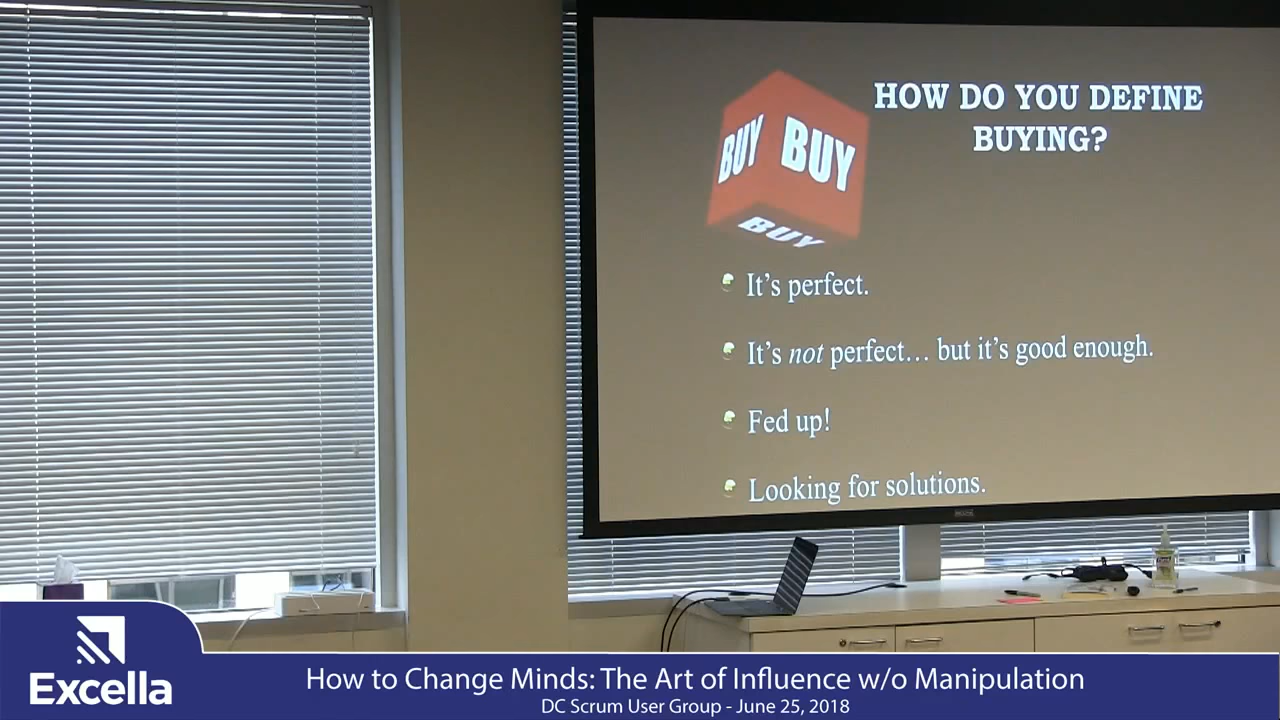 HOW DO YOU DEFINE
BUYING?
BUY BUY
BUY
It's perfect.
It's not perfect... but it's good enough.
Fed up!
Looking for solutions.
Excella
How to Change Minds: The Art of Influence w/o Manipulation
DC Scrum User Group - June 25, 2018